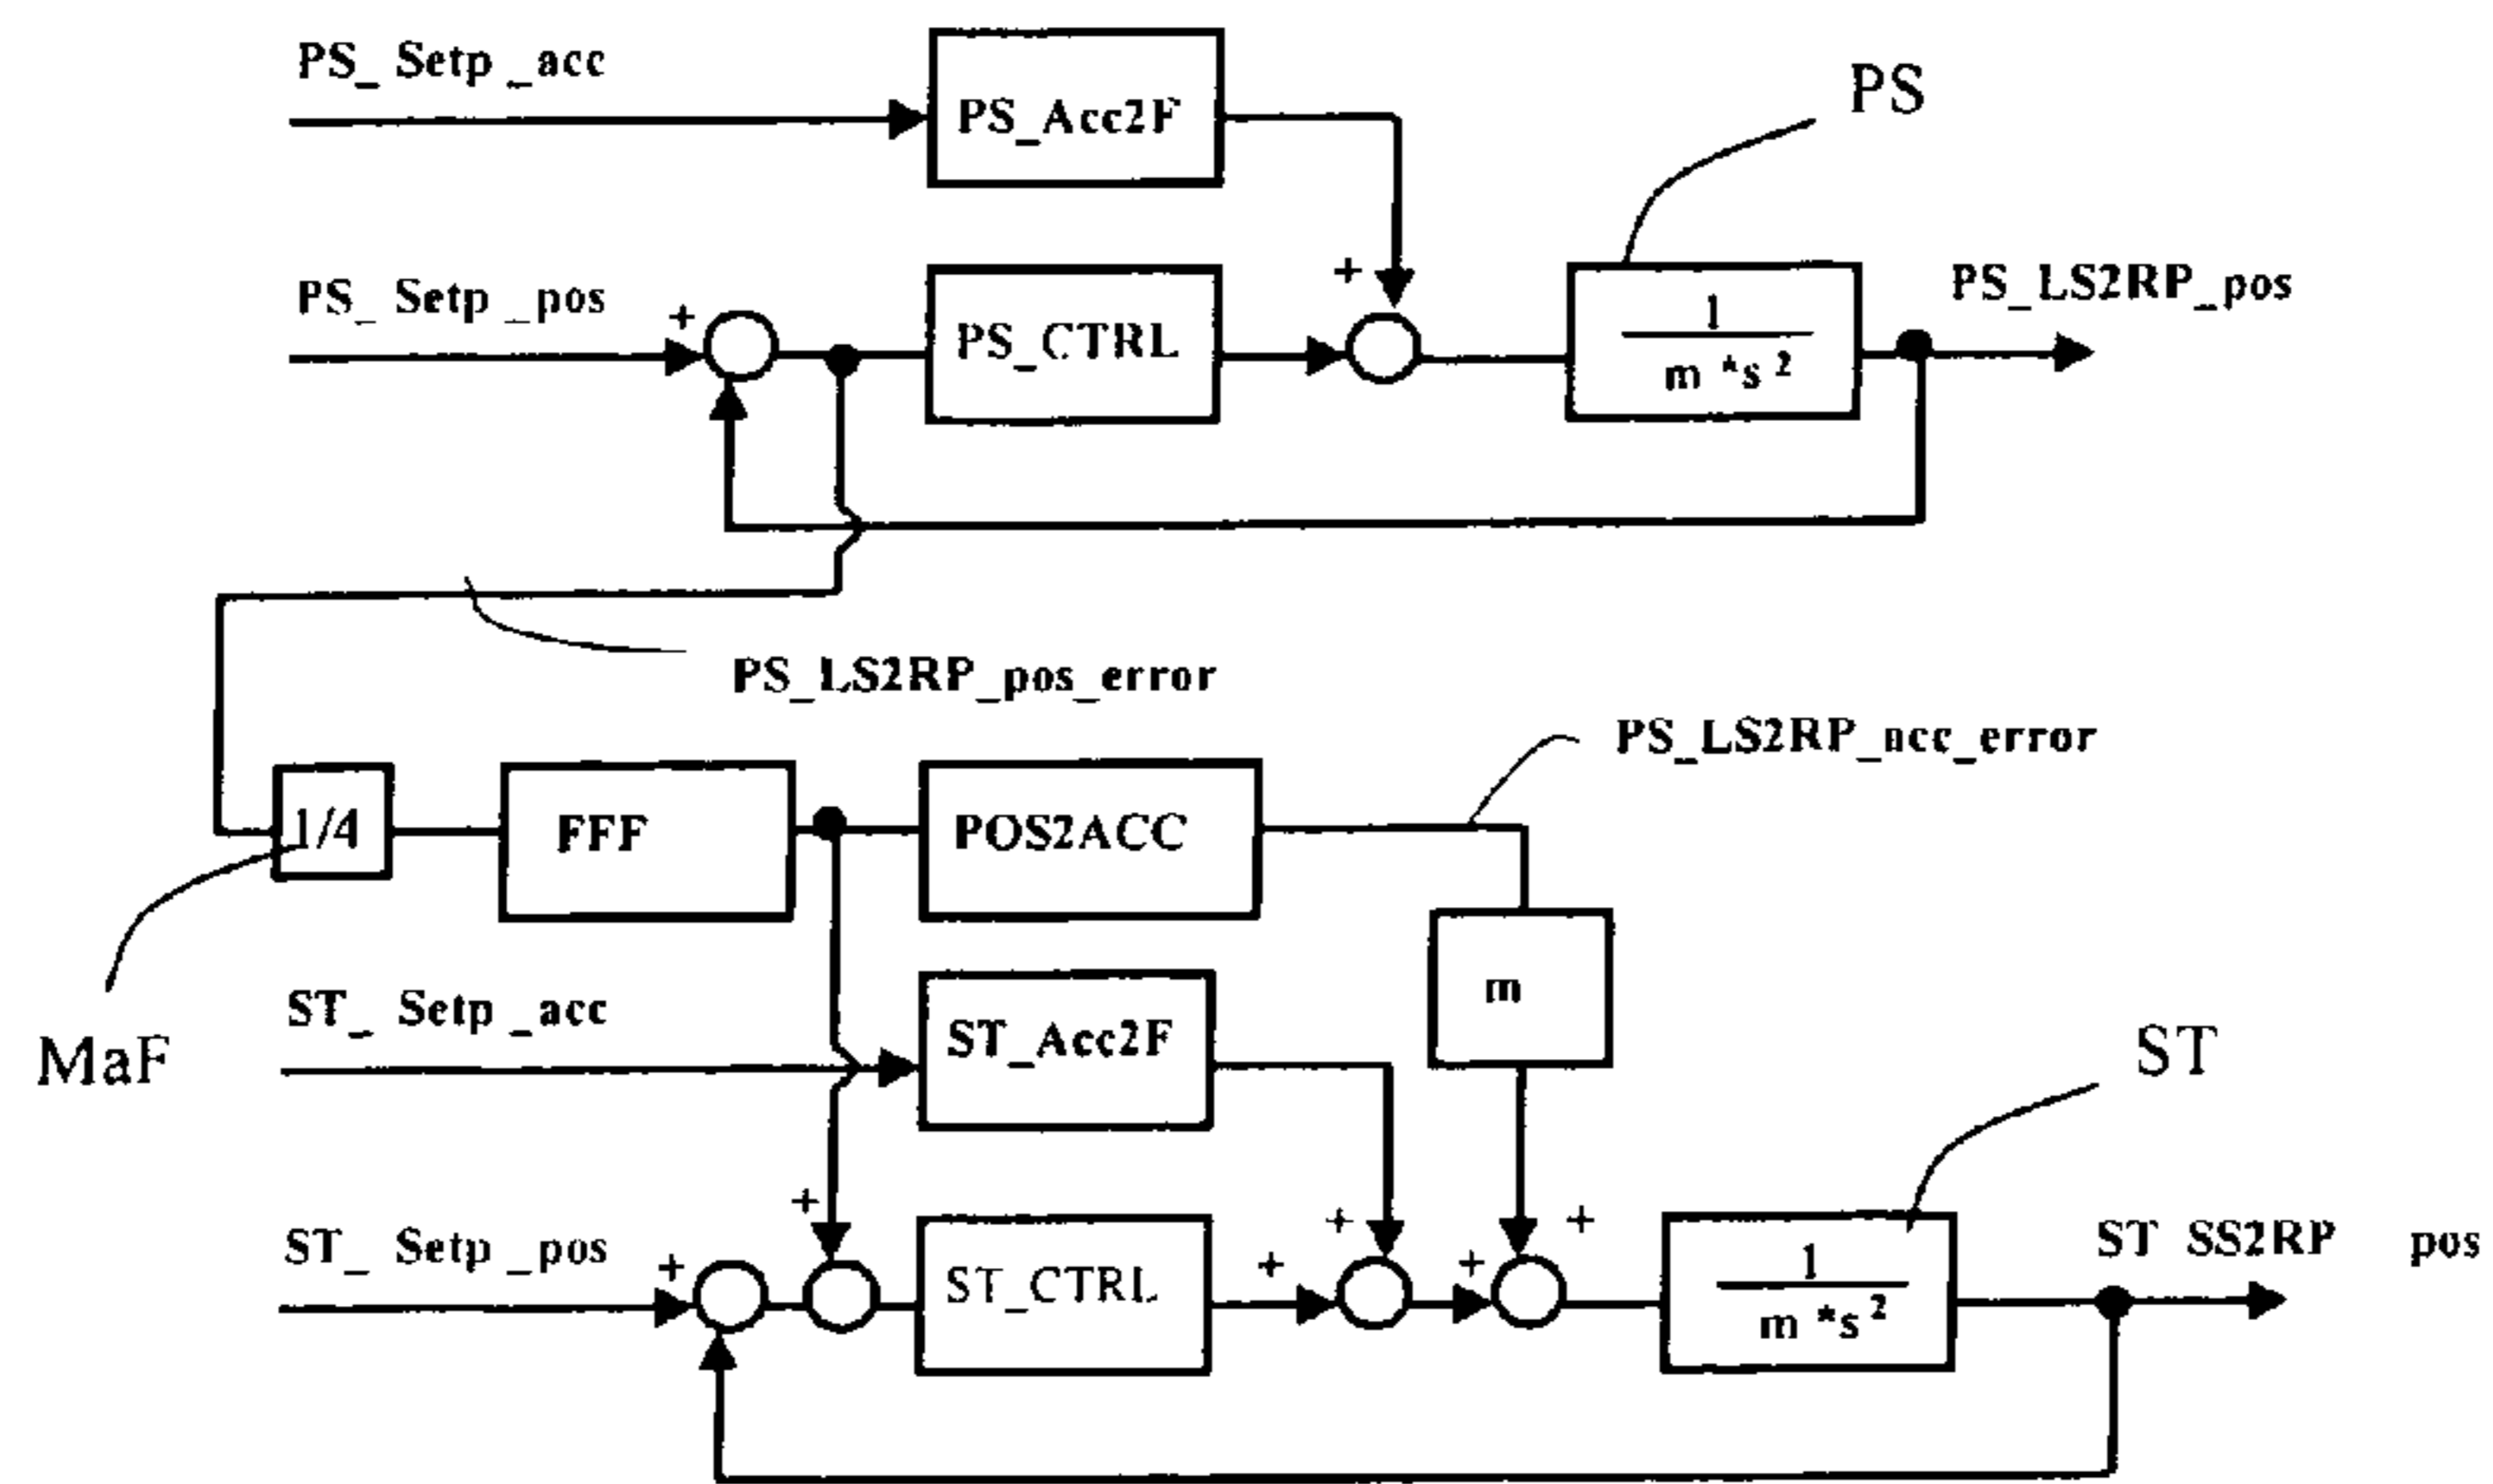 PS_ Setp _acc
PS_Acc2F
PS
PS_ Setp _pos
+
PS_CTRL
+
1
m *s 2
PS_LS2RP_pos
PS_LS2RP_pos_error
PS_LS2RP_acc_error
1/4
FFF
POS2ACC
MaF
m
ST_ Setp _acc
ST_Acc2F
ST
ST_ Setp _pos
+
+
ST_CTRL
+
+
+
+
1
m *s 2
ST SS2RP pos